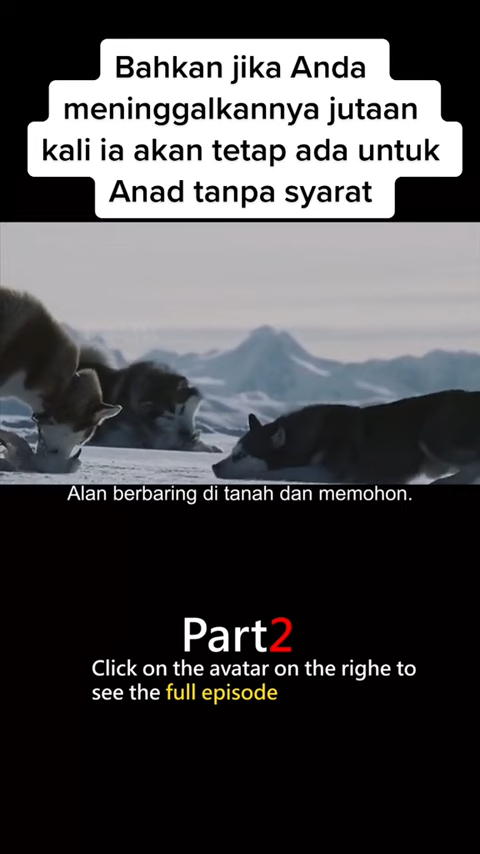 Bahkan jika Anda
meninggalkannya jutaan
kali ia akan tetap ada untuk
Anad tanpa syarat
Alan berbaring di tanah dan memohon.
Part2
Click on the avatar on the righe to
see the full episode